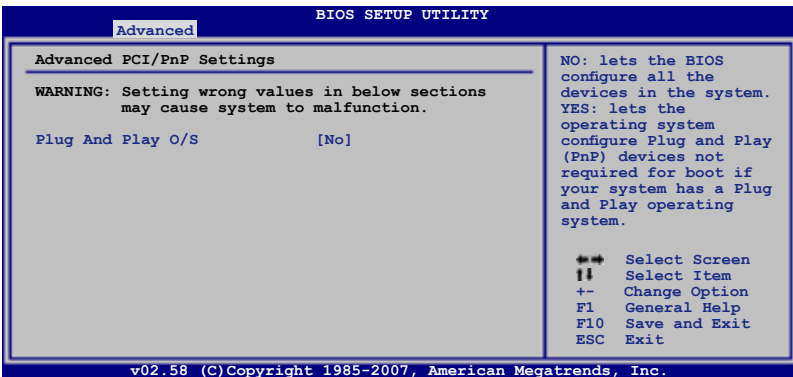 BIOS SETUP UTILITY
Advanced
Advanced PCI/PnP Settings
WARNING: Setting wrong values in below sections
may cause system to malfunction.
Plug And Play O/S [No]
NO: lets the BIOS
configure all the
devices in the system.
YES: lets the
operating system
configure Plug and Play
(PnP) devices not
required for boot if
your system has a Plug
and Play operating
system.
←→ Select Screen
↑↓ Select Item
+- Change Option
F1 General Help
F10 Save and Exit
ESC Exit
v02.58 (C)Copyright 1985-2007, American Megatrends, Inc.